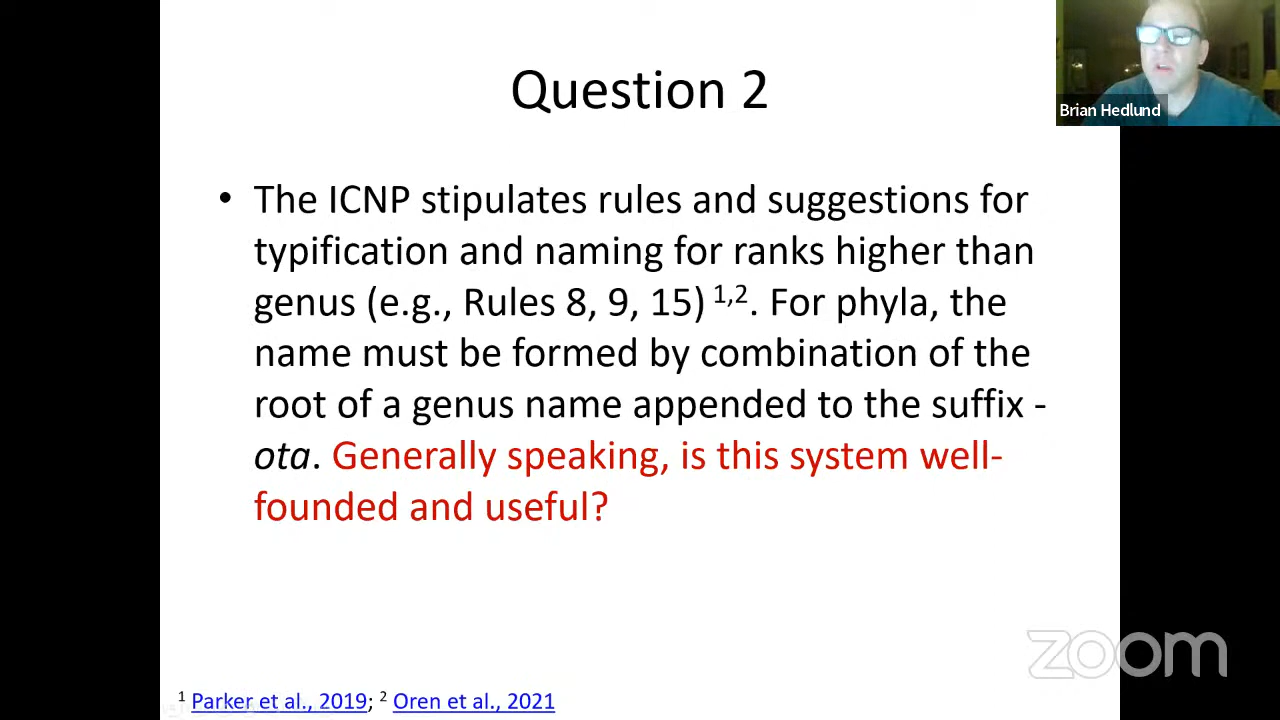 Question 2
Brian Hedlund
• The ICNP stipulates rules and suggestions for
typification and naming for ranks higher than
genus (e.g., Rules 8, 9, 15) 1,2. For phyla, the
name must be formed by combination of the
root of a genus name appended to the suffix -
ota. Generally speaking, is this system well-
founded and useful?
zoom
1 Parker et al., 2019; 2 Oren et al., 2021